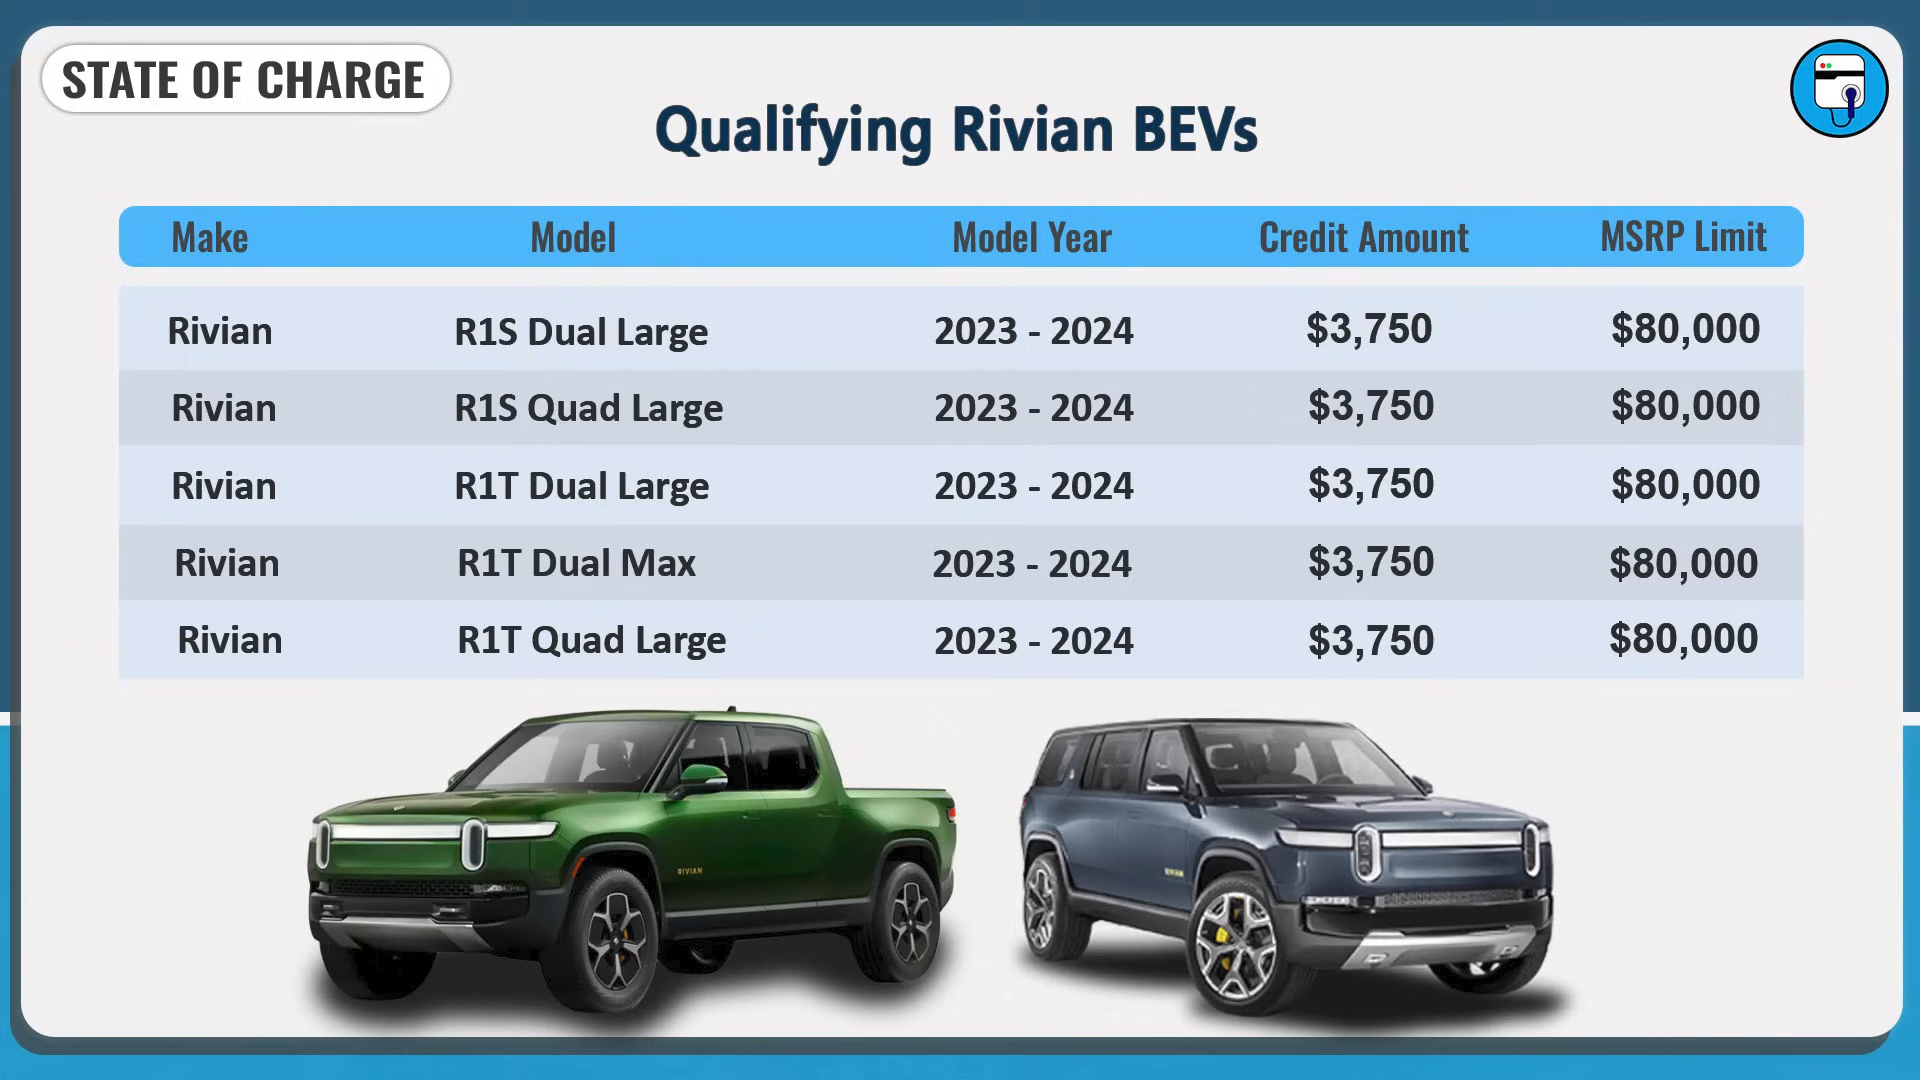 STATE OF CHARGE
Qualifying Rivian BEVs
Make Model Model Year Credit Amount MSRP Limit
Rivian R1S Dual Large 2023 - 2024 $3,750 $80,000
Rivian R1S Quad Large 2023 - 2024 $3,750 $80,000
Rivian R1T Dual Large 2023 - 2024 $3,750 $80,000
Rivian R1T Dual Max 2023 - 2024 $3,750 $80,000
Rivian R1T Quad Large 2023 - 2024 $3,750 $80,000
RIVIAN
RIVIAN